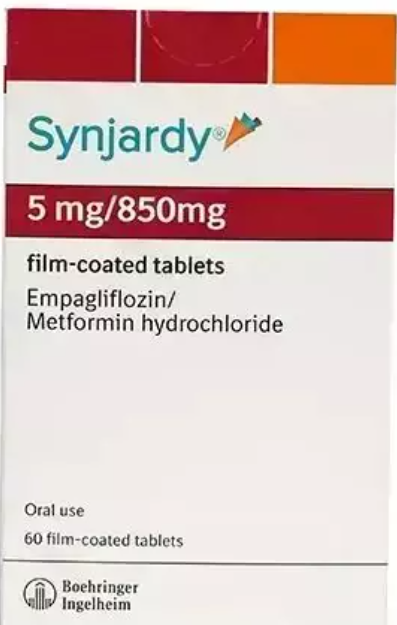 Synjardy®
5 mg/850mg
film-coated tablets
Empagliflozin/
Metformin hydrochloride
Oral use
60 film-coated tablets
Boehringer
Ingelheim